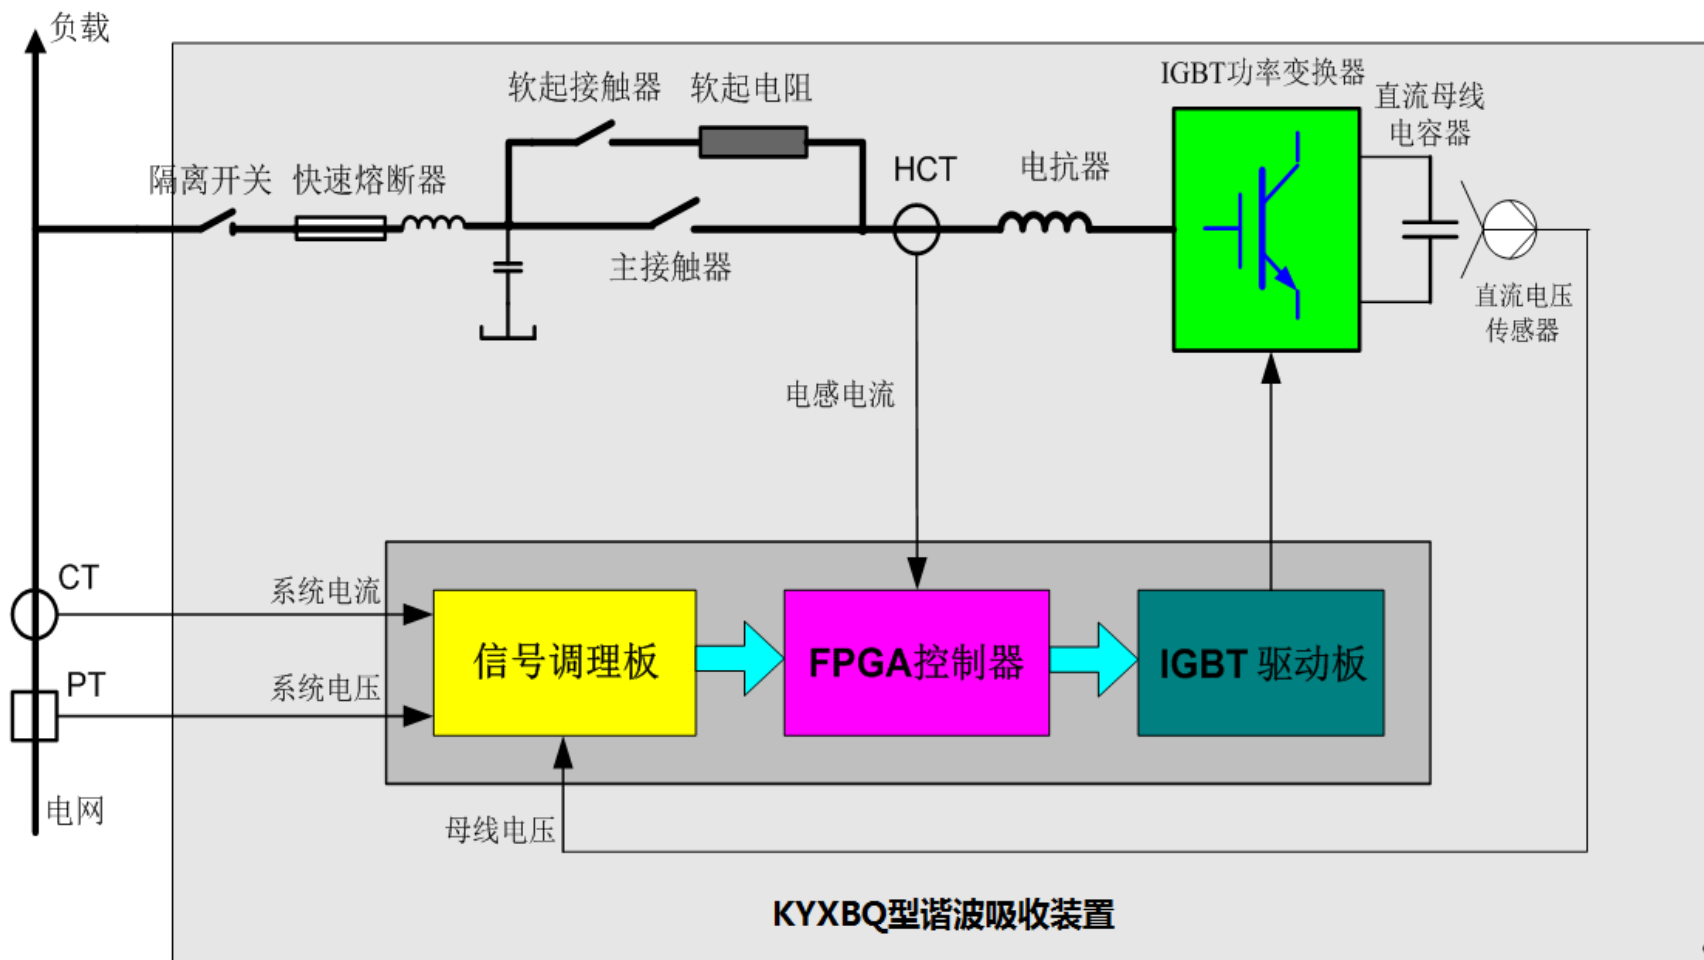 负载
软起接触器
软起电阻
IGBT功率变换器
直流母线
电容器
隔离开关
快速熔断器
HCT
电抗器
主接触器
直流电压
传感器
电感电流
CT
系统电流
信号调理板
FPGA控制器
IGBT 驱动板
PT
系统电压
电网
母线电压
KYXBQ型谐波吸收装置